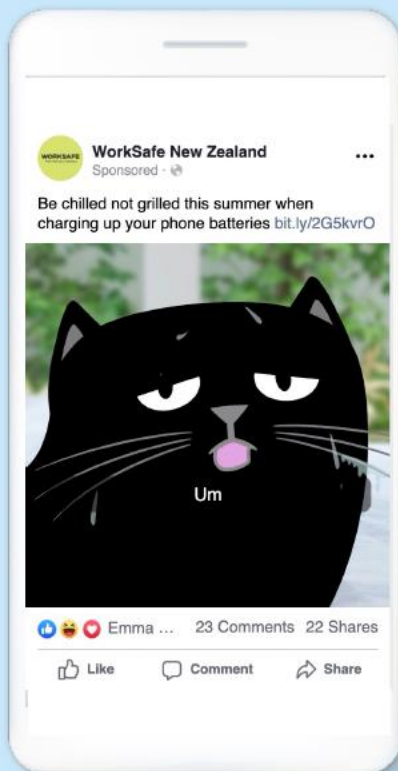 WORKSAFE
WorkSafe New Zealand
Sponsored ·
Be chilled not grilled this summer when
charging up your phone batteries bit.ly/2G5kvrO
Um
Emma ... 23 Comments 22 Shares
Like Comment Share